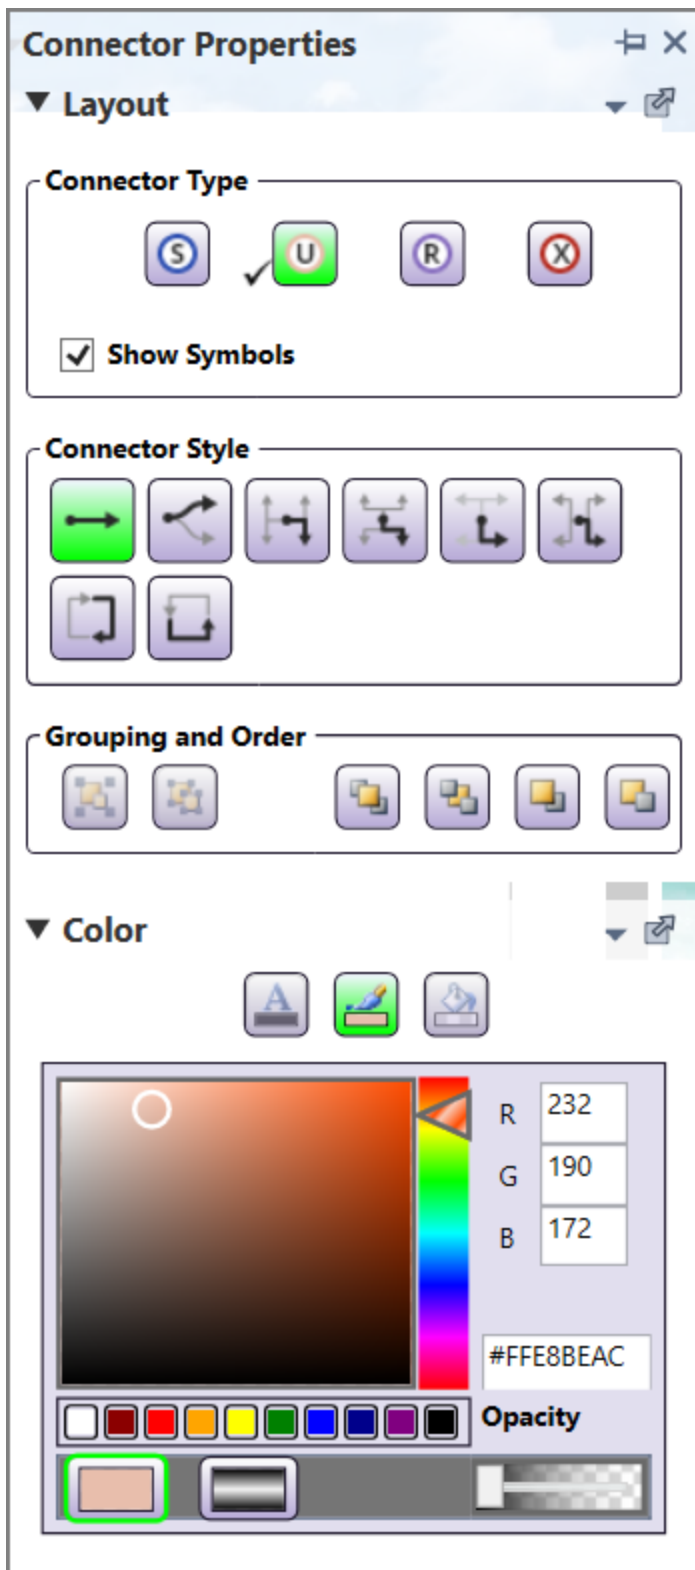 Connector Properties
Layout
Connector Type
S U R X
Show Symbols
Connector Style
Grouping and Order
Color
A
R 232
G 190
B 172
#FFE8BEAC
Opacity